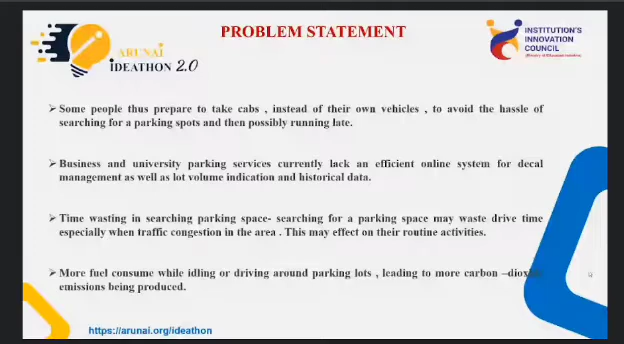 PROBLEM STATEMENT
ARUNAI
iDEATHON 2.0
INSTITUTION'S
INNOVATION
COUNCIL
➢ Some people thus prepare to take cabs , instead of their own vehicles , to avoid the hassle of
searching for a parking spots and then possibly running late.
➢ Business and university parking services currently lack an efficient online system for decal
management as well as lot volume indication and historical data.
➢ Time wasting in searching parking space- searching for a parking space may waste drive time
especially when traffic congestion in the area . This may effect on their routine activities.
➢ More fuel consume while idling or driving around parking lots , leading to more carbon –dioxide
emissions being produced.
https://arunai.org/ideathon